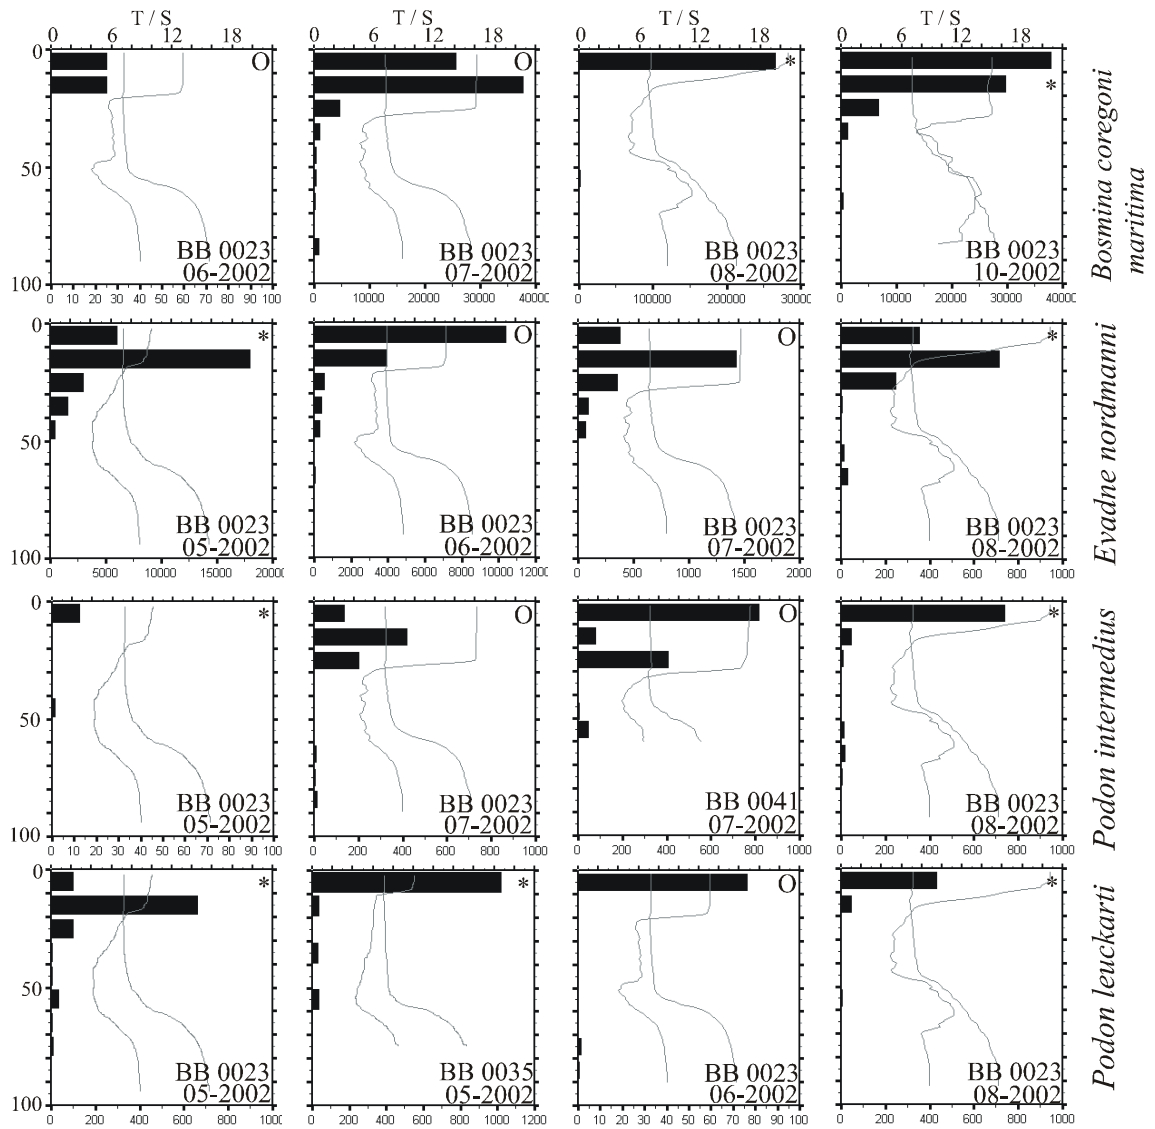 T / S T / S T / S T / S
0 6 12 18 0 6 12 18 0 6 12 18 0 6 12 18
0
50
100
O
BB 0023
06-2002
0 10 20 30 40 50 60 70 80 90 100
O
BB 0023
07-2002
0 10000 20000 30000 40000
*
BB 0023
08-2002
0 100000 200000 30000
*
BB 0023
10-2002
0 10000 20000 30000 40000
Bosmina coregoni
maritima
0
50
100
*
BB 0023
05-2002
0 5000 10000 15000 20000
O
BB 0023
06-2002
0 2000 4000 6000 8000 10000 12000
O
BB 0023
07-2002
0 500 1000 1500 2000
*
BB 0023
08-2002
0 200 400 600 800 1000
Evadne nordmanni
0
50
100
*
BB 0023
05-2002
0 10 20 30 40 50 60 70 80 90 100
O
BB 0023
07-2002
0 200 400 600 800 1000
O
BB 0041
07-2002
0 200 400 600 800 1000
*
BB 0023
08-2002
0 200 400 600 800 1000
Podon intermedius
0
50
100
*
BB 0023
05-2002
0 200 400 600 800 1000
*
BB 0035
05-2002
0 200 400 600 800 1000
O
BB 0023
06-2002
0 10 20 30 40 50 60 70 80 90 100
*
BB 0023
08-2002
0 200 400 600 800 1000
Podon leuckarti